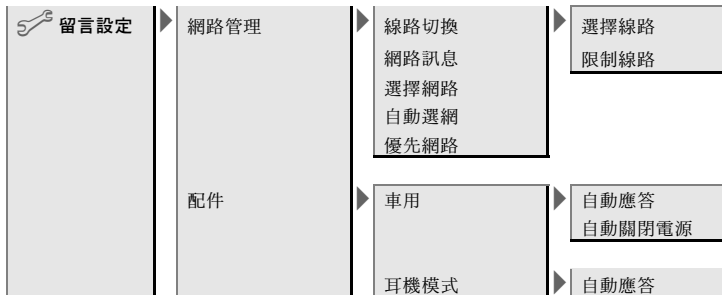 留言設定
網路管理
線路切換
選擇線路
網路訊息
限制線路
選擇網路
自動選網
優先網路
配件
車用
自動應答
自動關閉電源
耳機模式
自動應答